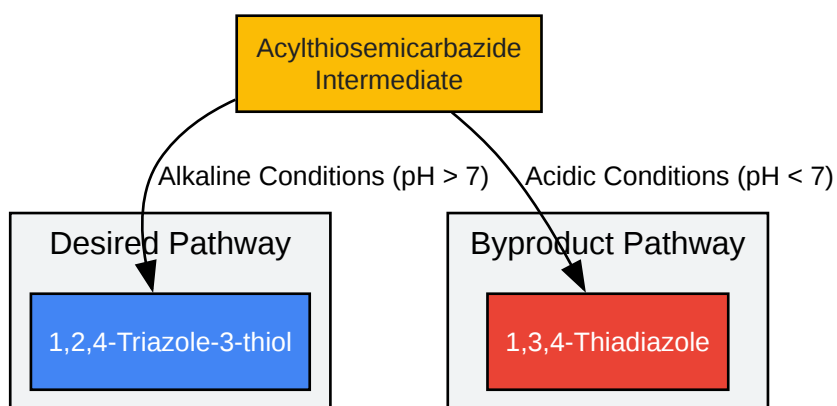 Acylthiosemicarbazide
Intermediate
Alkaline Conditions (pH > 7)
Acidic Conditions (pH < 7)
Desired Pathway
Byproduct Pathway
1,2,4-Triazole-3-thiol
1,3,4-Thiadiazole